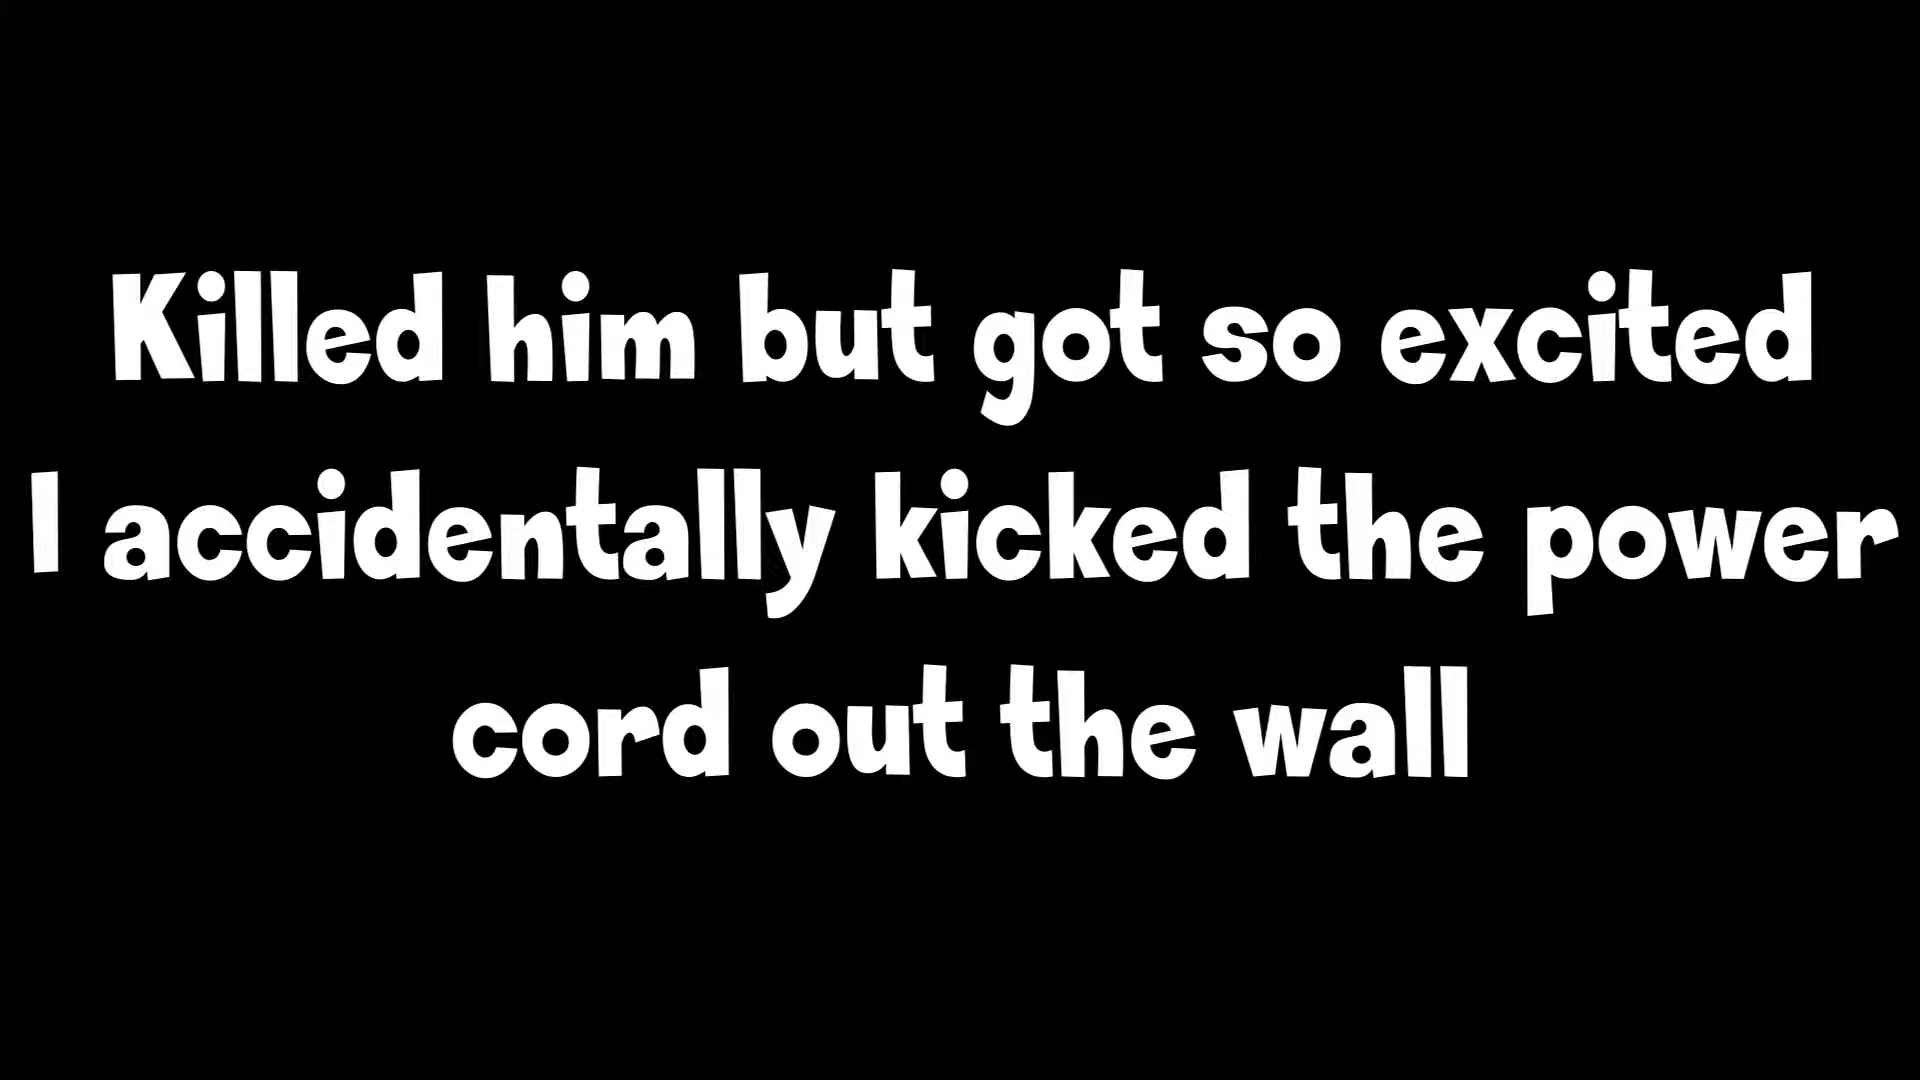 Killed him but got so excited
I accidentally kicked the power
cord out the wall